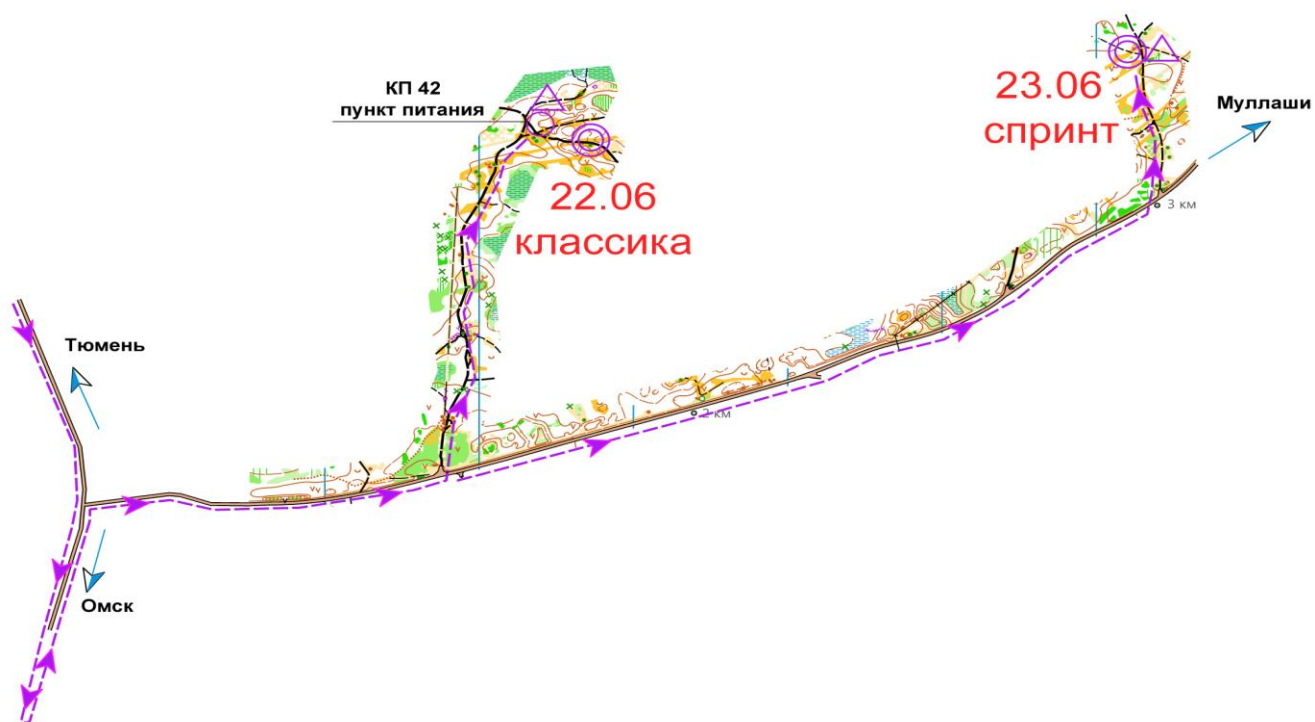 КП 42
пункт питания
22.06
классика
23.06
спринт
Муллаши
3 км
Тюмень
2 км
Омск